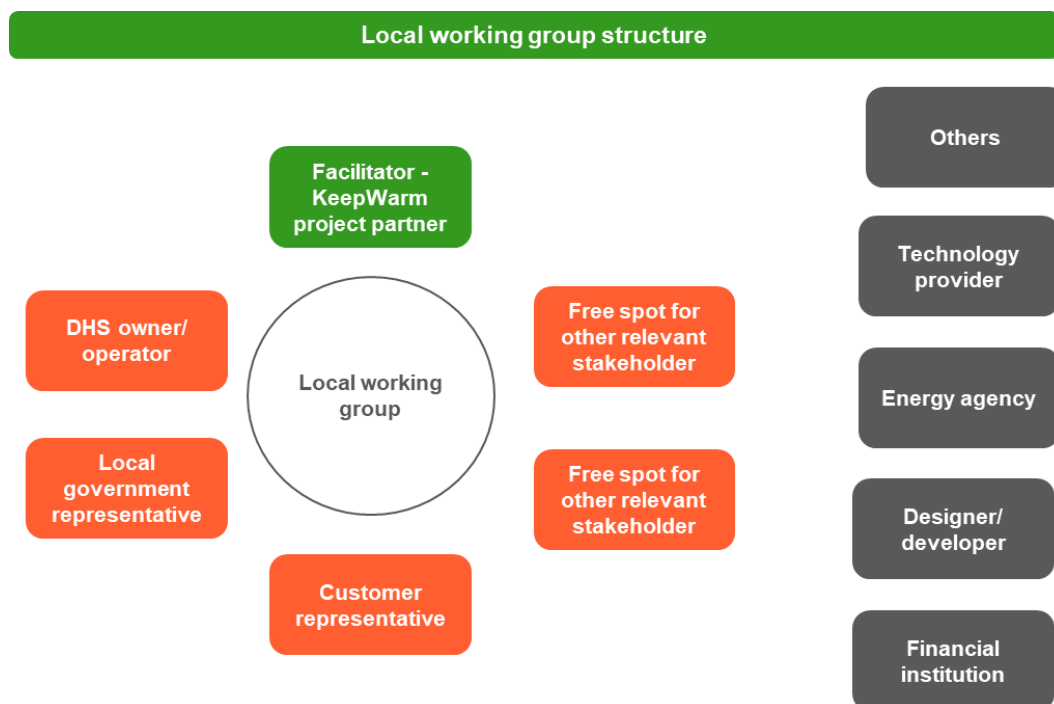 Local working group structure
Facilitator -
KeepWarm
project partner
DHS owner/
operator
Local
government
representative
Local working
group
Customer
representative
Free spot for
other relevant
stakeholder
Free spot for
other relevant
stakeholder
Others
Technology
provider
Energy agency
Designer/
developer
Financial
institution